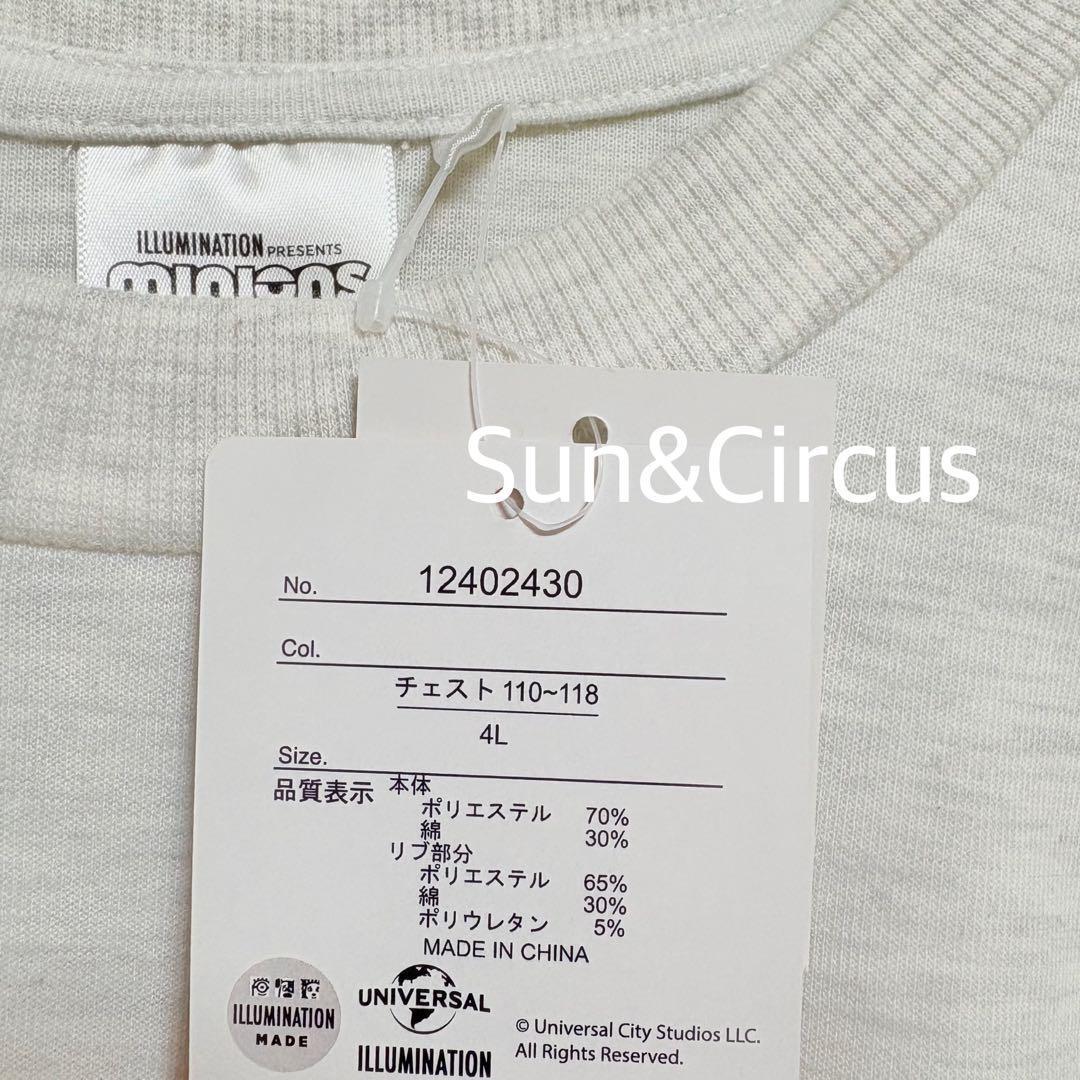 ILLUMINATION PRESENTS
minions
Sun&Circus
No. 12402430
Col.
チェスト 110~118
4L
Size.
品質表示 本体
ポリエステル 70%
綿 30%
リブ部分
ポリエステル 65%
綿 30%
ポリウレタン 5%
MADE IN CHINA
ILLUMINATION
MADE
UNIVERSAL
ILLUMINATION
© Universal City Studios LLC.
All Rights Reserved.